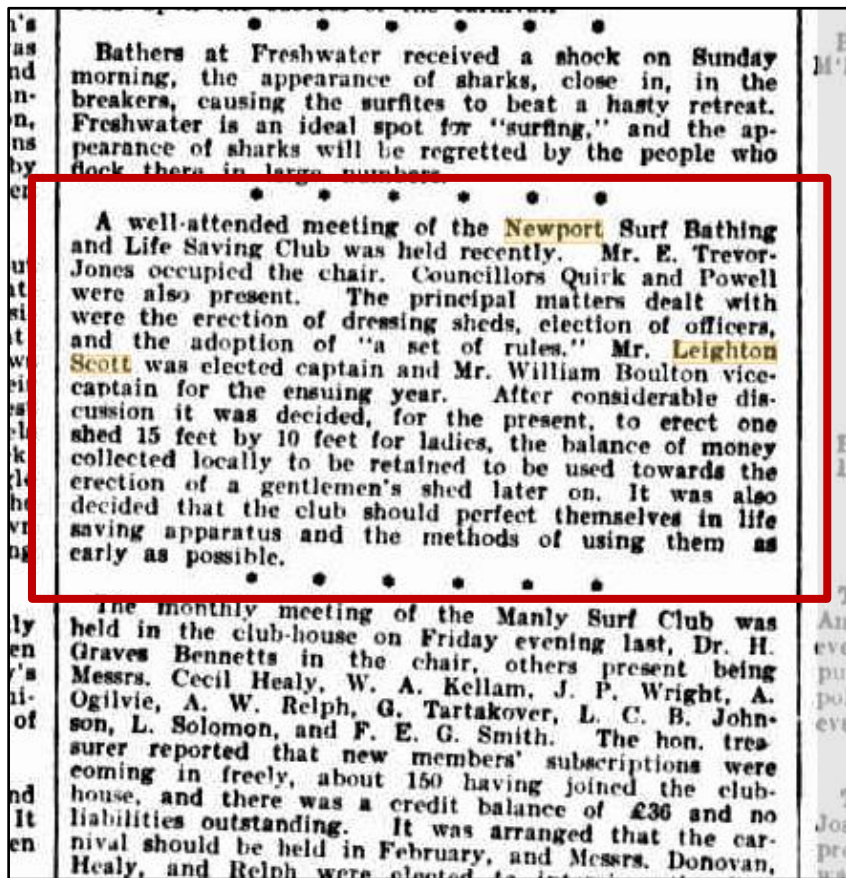 Bathers at Freshwater received a shock on Sunday
morning, the appearance of sharks, close in, in the
breakers, causing the surfites to beat a hasty retreat.
Freshwater is an ideal spot for "surfing," and the ap-
pearance of sharks will be regretted by the people who
flock there in large numbers.
A well-attended meeting of the Newport Surf Bathing
and Life Saving Club was held recently. Mr. E. Trevor-
Jones occupied the chair. Councillors Quirk and Powell
were also present. The principal matters dealt with
were the erection of dressing sheds, election of officers,
and the adoption of "a set of rules." Mr. Leighton
Scott was elected captain and Mr. William Boulton vice-
captain for the ensuing year. After considerable dis-
cussion it was decided, for the present, to erect one
shed 15 feet by 10 feet for ladies, the balance of money
collected locally to be retained to be used towards the
erection of a gentlemen's shed later on. It was also
decided that the club should perfect themselves in life
saving apparatus and the methods of using them as
early as possible.
The monthly meeting of the Manly Surf Club was
held in the club-house on Friday evening last, Dr. H.
Graves Bennetts in the chair, others present being
Messrs. Cecil Healy, W. A. Kellam, J. P. Wright, A.
Ogilvie, A. W. Relph, G. Tartakover, L. C. B. John-
son, L. Solomon, and F. E. G. Smith. The hon. trea-
surer reported that new members' subscriptions were
coming in freely, about 150 having joined the club-
house, and there was a credit balance of £36 and no
liabilities outstanding. It was arranged that the car-
nival should be held in February, and Messrs. Donovan,
Healy, and Relph were elected to